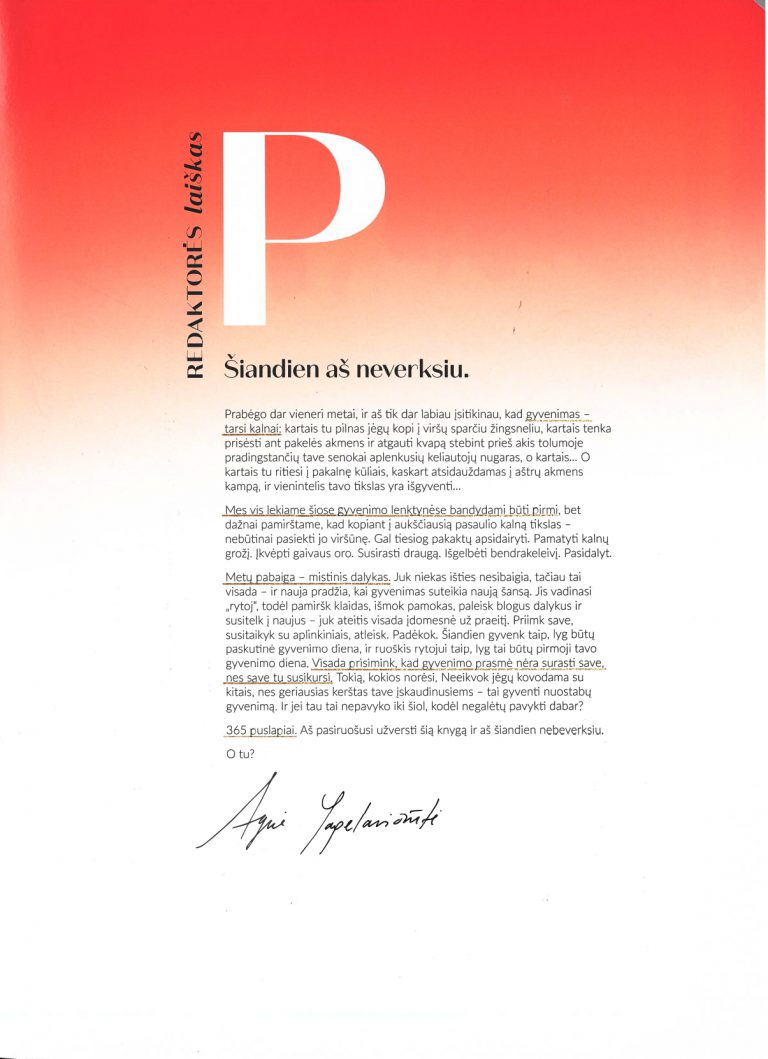 REDAKTORĖS laiškas
P
Šiandien aš neverksiu.
Prabėgo dar vieneri metai, ir aš tik dar labiau įsitikinau, kad gyvenimas –
tarsi kalnai: kartais tu pilnas jėgų kopi į viršų sparčiu žingsneliu, kartais tenka
prisėsti ant pakelės akmens ir atgauti kvapą stebint prieš akis tolumoje
pradingstančių tave senokai aplenkusių keliautojų nugaras, o kartais... O
kartais tu ritiesi į pakalnę kūliais, kaskart atsidauždamas į aštrų akmens
kampą, ir vienintelis tavo tikslas yra išgyventi...
Mes vis lekiame šiose gyvenimo lenktynėse bandydami būti pirmi, bet
dažnai pamirštame, kad kopiant į aukščiausią pasaulio kalną tikslas –
nebūtinai pasiekti jo viršūnę. Gal tiesiog pakaktų apsidairyti. Pamatyti kalnų
grožį. Įkvėpti gaivaus oro. Susirasti draugą. Išgelbėti bendrakeleivį. Pasidalyt.
Metų pabaiga – mistinis dalykas. Juk niekas išties nesibaigia, tačiau tai
visada – ir nauja pradžia, kai gyvenimas suteikia naują šansą. Jis vadinasi
„rytoj“, todėl pamiršk klaidas, išmok pamokas, paleisk blogus dalykus ir
susitelk į naujus – juk ateitis visada įdomesnė už praeitį. Priimk save,
susitaikyk su aplinkiniais, atleisk. Padėkok. Šiandien gyvenk taip, lyg būtų
paskutinė gyvenimo diena, ir ruoškis rytojui taip, lyg tai būtų pirmoji tavo
gyvenimo diena. Visada prisimink, kad gyvenimo prasmė nėra surasti save,
nes save tu susikursi. Tokią, kokios norėsi. Neeikvok jėgų kovodama su
kitais, nes geriausias kerštas tave įskaudinusiems – tai gyventi nuostabų
gyvenimą. Ir jei tau tai nepavyko iki šiol, kodėl negalėtų pavykti dabar?
365 puslapiai. Aš pasiruošusi užversti šią knygą ir aš šiandien nebeverksiu.
O tu?
Agnė